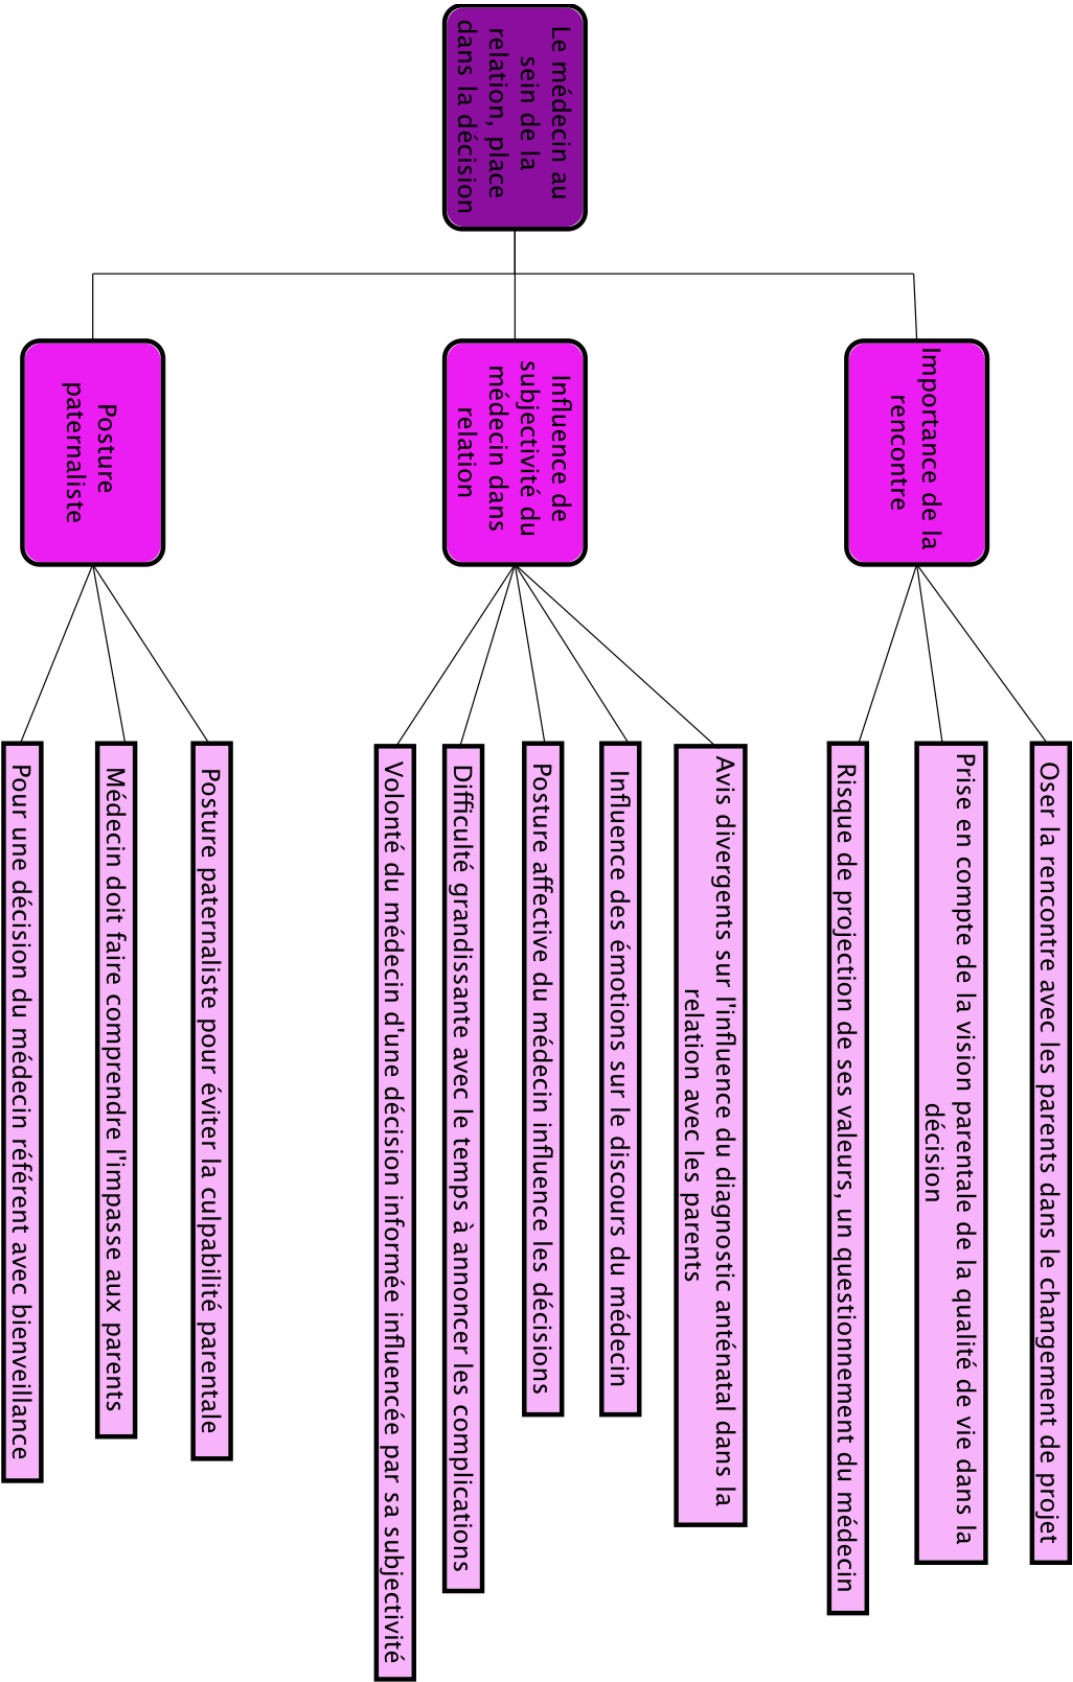 Le médecin au
sein de la
relation, place
dans la décision
Importance de la
rencontre
Oser la rencontre avec les parents dans le changement de projet
Prise en compte de la vision parentale de la qualité de vie dans la
décision
Risque de projection de ses valeurs, un questionnement du médecin
Influence de
subjectivité du
médecin dans
relation
Avis divergents sur l'influence du diagnostic anténatal dans la
relation avec les parents
Influence des émotions sur le discours du médecin
Posture affective du médecin influence les décisions
Difficulté grandissante avec le temps à annoncer les complications
Volonté du médecin d'une décision informée influencée par sa subjectivité
Posture
paternaliste
Posture paternaliste pour éviter la culpabilité parentale
Médecin doit faire comprendre l'impasse aux parents
Pour une décision du médecin référent avec bienveillance